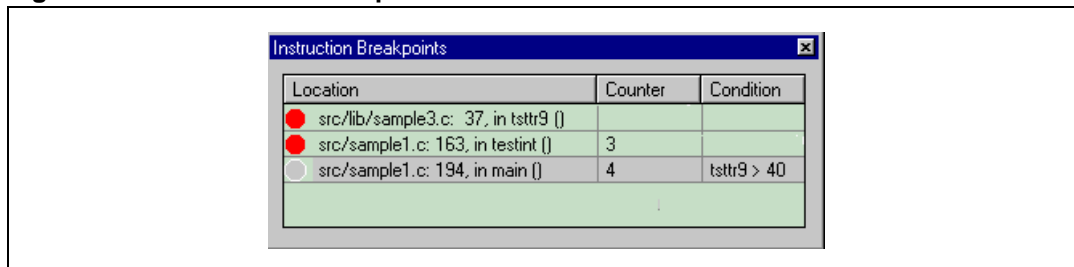 Instruction Breakpoints
Location Counter Condition
src/lib/sample3.c: 37, in tsttr9 ()
src/sample1.c: 163, in testint () 3
src/sample1.c: 194, in main () 4 tsttr9 > 40